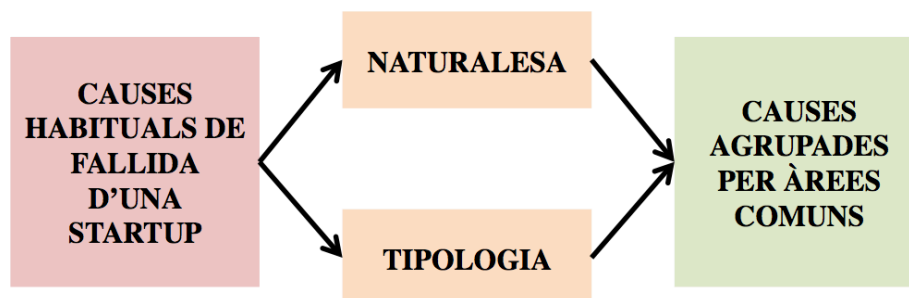 CAUSES
HABITUALS DE
FALLIDA
D'UNA
STARTUP
NATURALESA
TIPOLOGIA
CAUSES
AGRUPADES
PER ÀREES
COMUNS